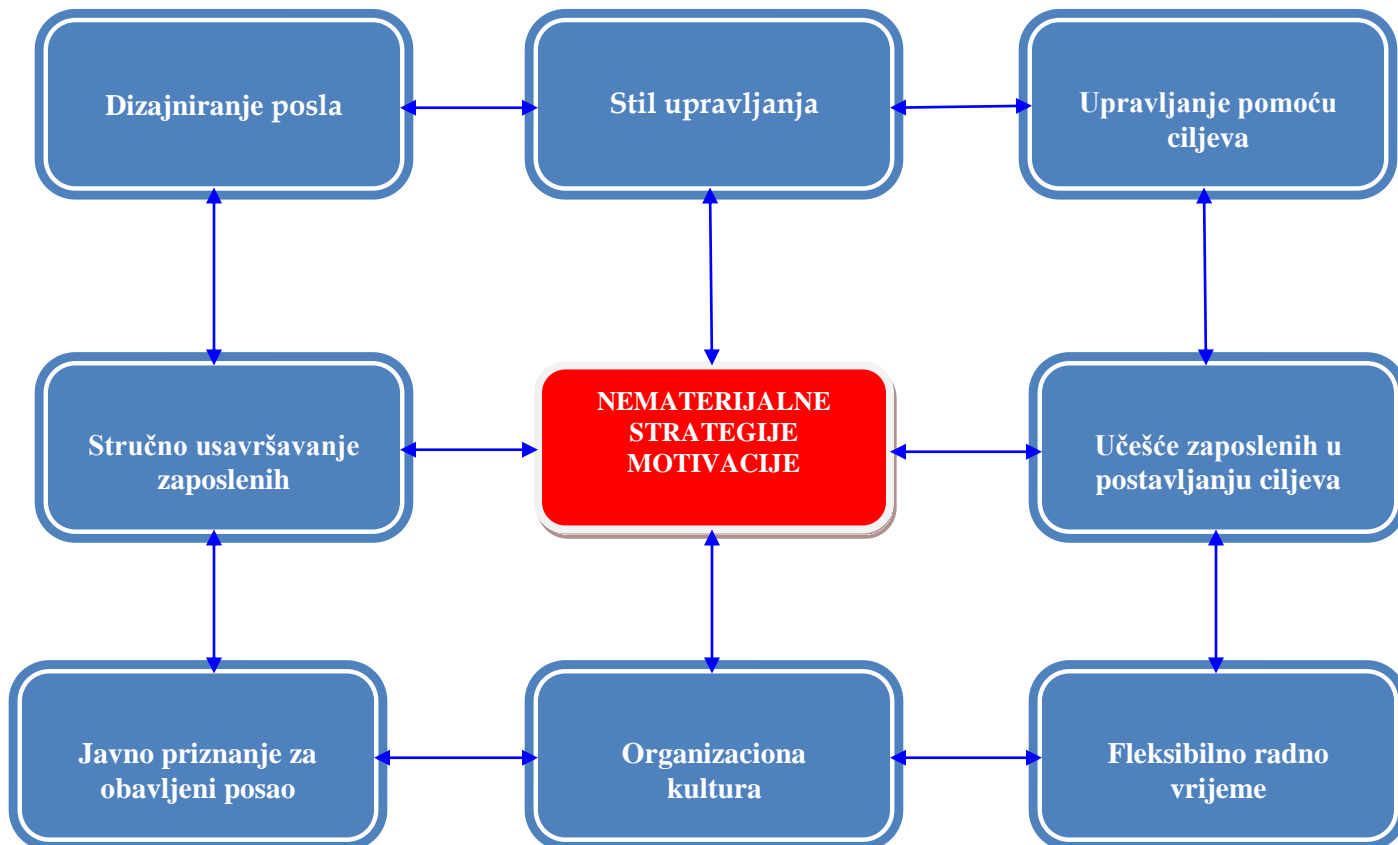 Dizajniranje posla
Stil upravljanja
Upravljanje pomoću
ciljeva
Stručno usavršavanje
zaposlenih
NEMATERIJALNE
STRATEGIJE
MOTIVACIJE
Učešće zaposlenih u
postavljanju ciljeva
Javno priznanje za
obavljeni posao
Organizaciona
kultura
Fleksibilno radno
vrijeme